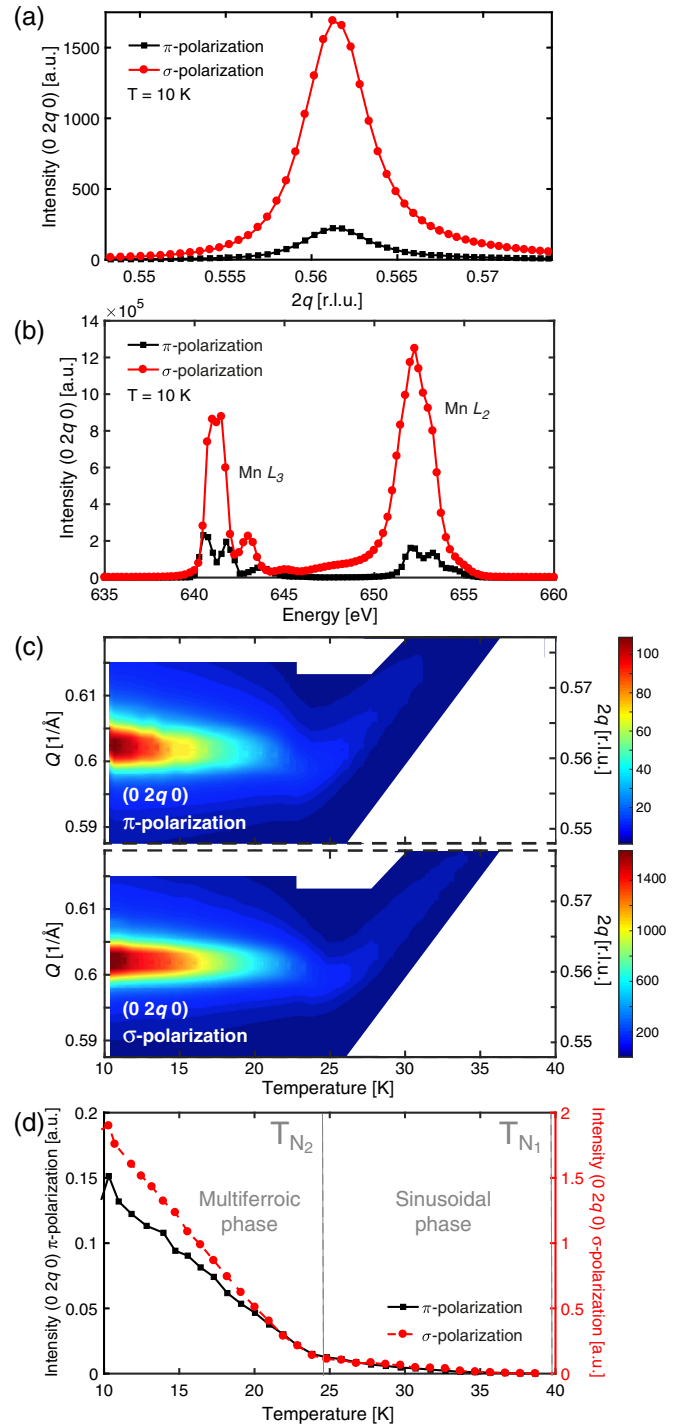 (a)
Intensity (0 2q 0) [a.u.]
1500
1000
500
0
π-polarization
σ-polarization
T = 10 K
0.55 0.555 0.56 0.565 0.57
2q [r.l.u.]
(b)
× 10⁵
Intensity (0 2q 0) [a.u.]
14
12
10
8
6
4
2
0
π-polarization
σ-polarization
T = 10 K
Mn L₃
Mn L₂
635 640 645 650 655 660
Energy [eV]
(c)
Q [1/Å]
0.61
0.6
0.59
(0 2q 0)
π-polarization
0.57
0.56
0.55
2q [r.l.u.]
100
80
60
40
20
Q [1/Å]
0.61
0.6
0.59
(0 2q 0)
σ-polarization
0.57
0.56
0.55
2q [r.l.u.]
1400
1000
600
200
10 15 20 25 30 35 40
Temperature [K]
(d)
Intensity (0 2q 0) π-polarization [a.u.]
0.2
0.15
0.1
0.05
0
T_N₂
T_N₁
Multiferroic
phase
Sinusoidal
phase
π-polarization
σ-polarization
2
1.5
1
0.5
0
Intensity (0 2q 0) σ-polarization [a.u.]
10 15 20 25 30 35 40
Temperature [K]